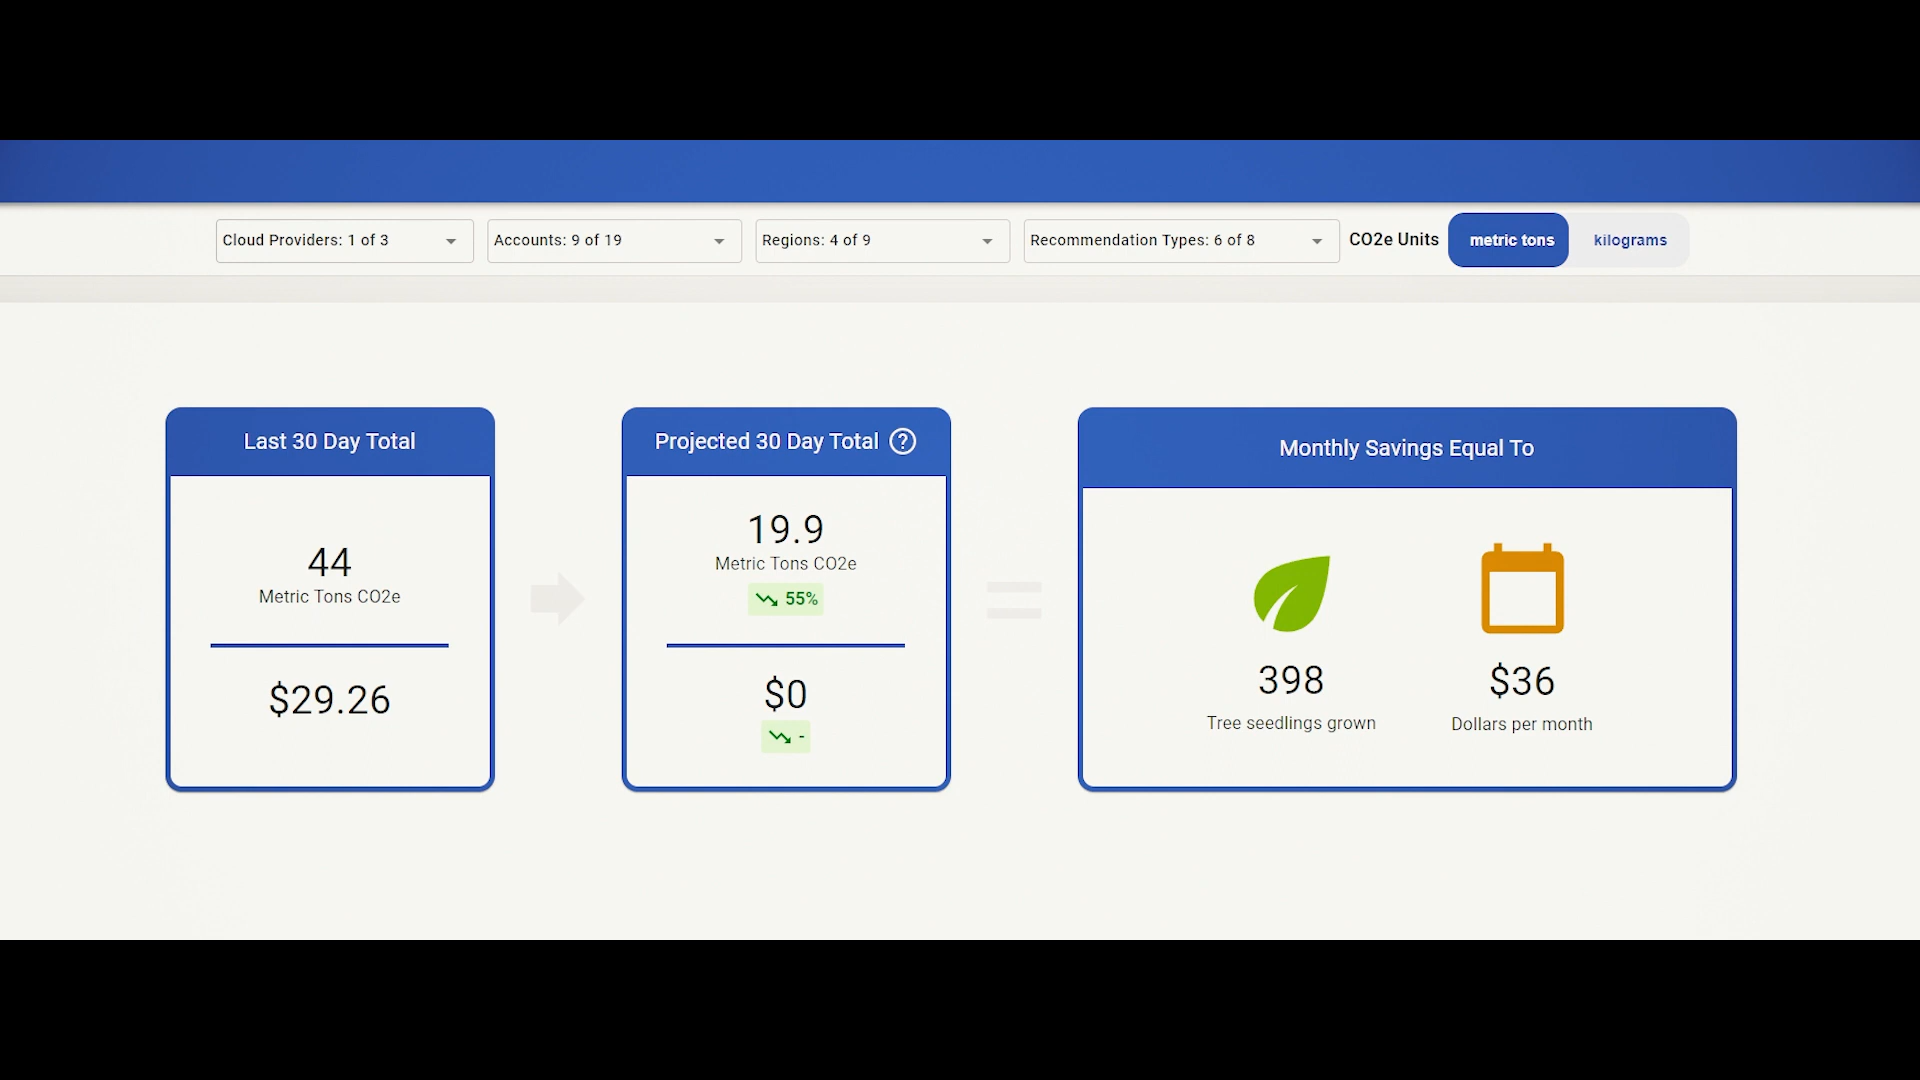 Cloud Providers: 1 of 3
Accounts: 9 of 19
Regions: 4 of 9
Recommendation Types: 6 of 8
CO2e Units
metric tons
kilograms
Last 30 Day Total
44
Metric Tons CO2e
$29.26
Projected 30 Day Total ?
19.9
Metric Tons CO2e
55%
$0
-
Monthly Savings Equal To
398
Tree seedlings grown
$36
Dollars per month